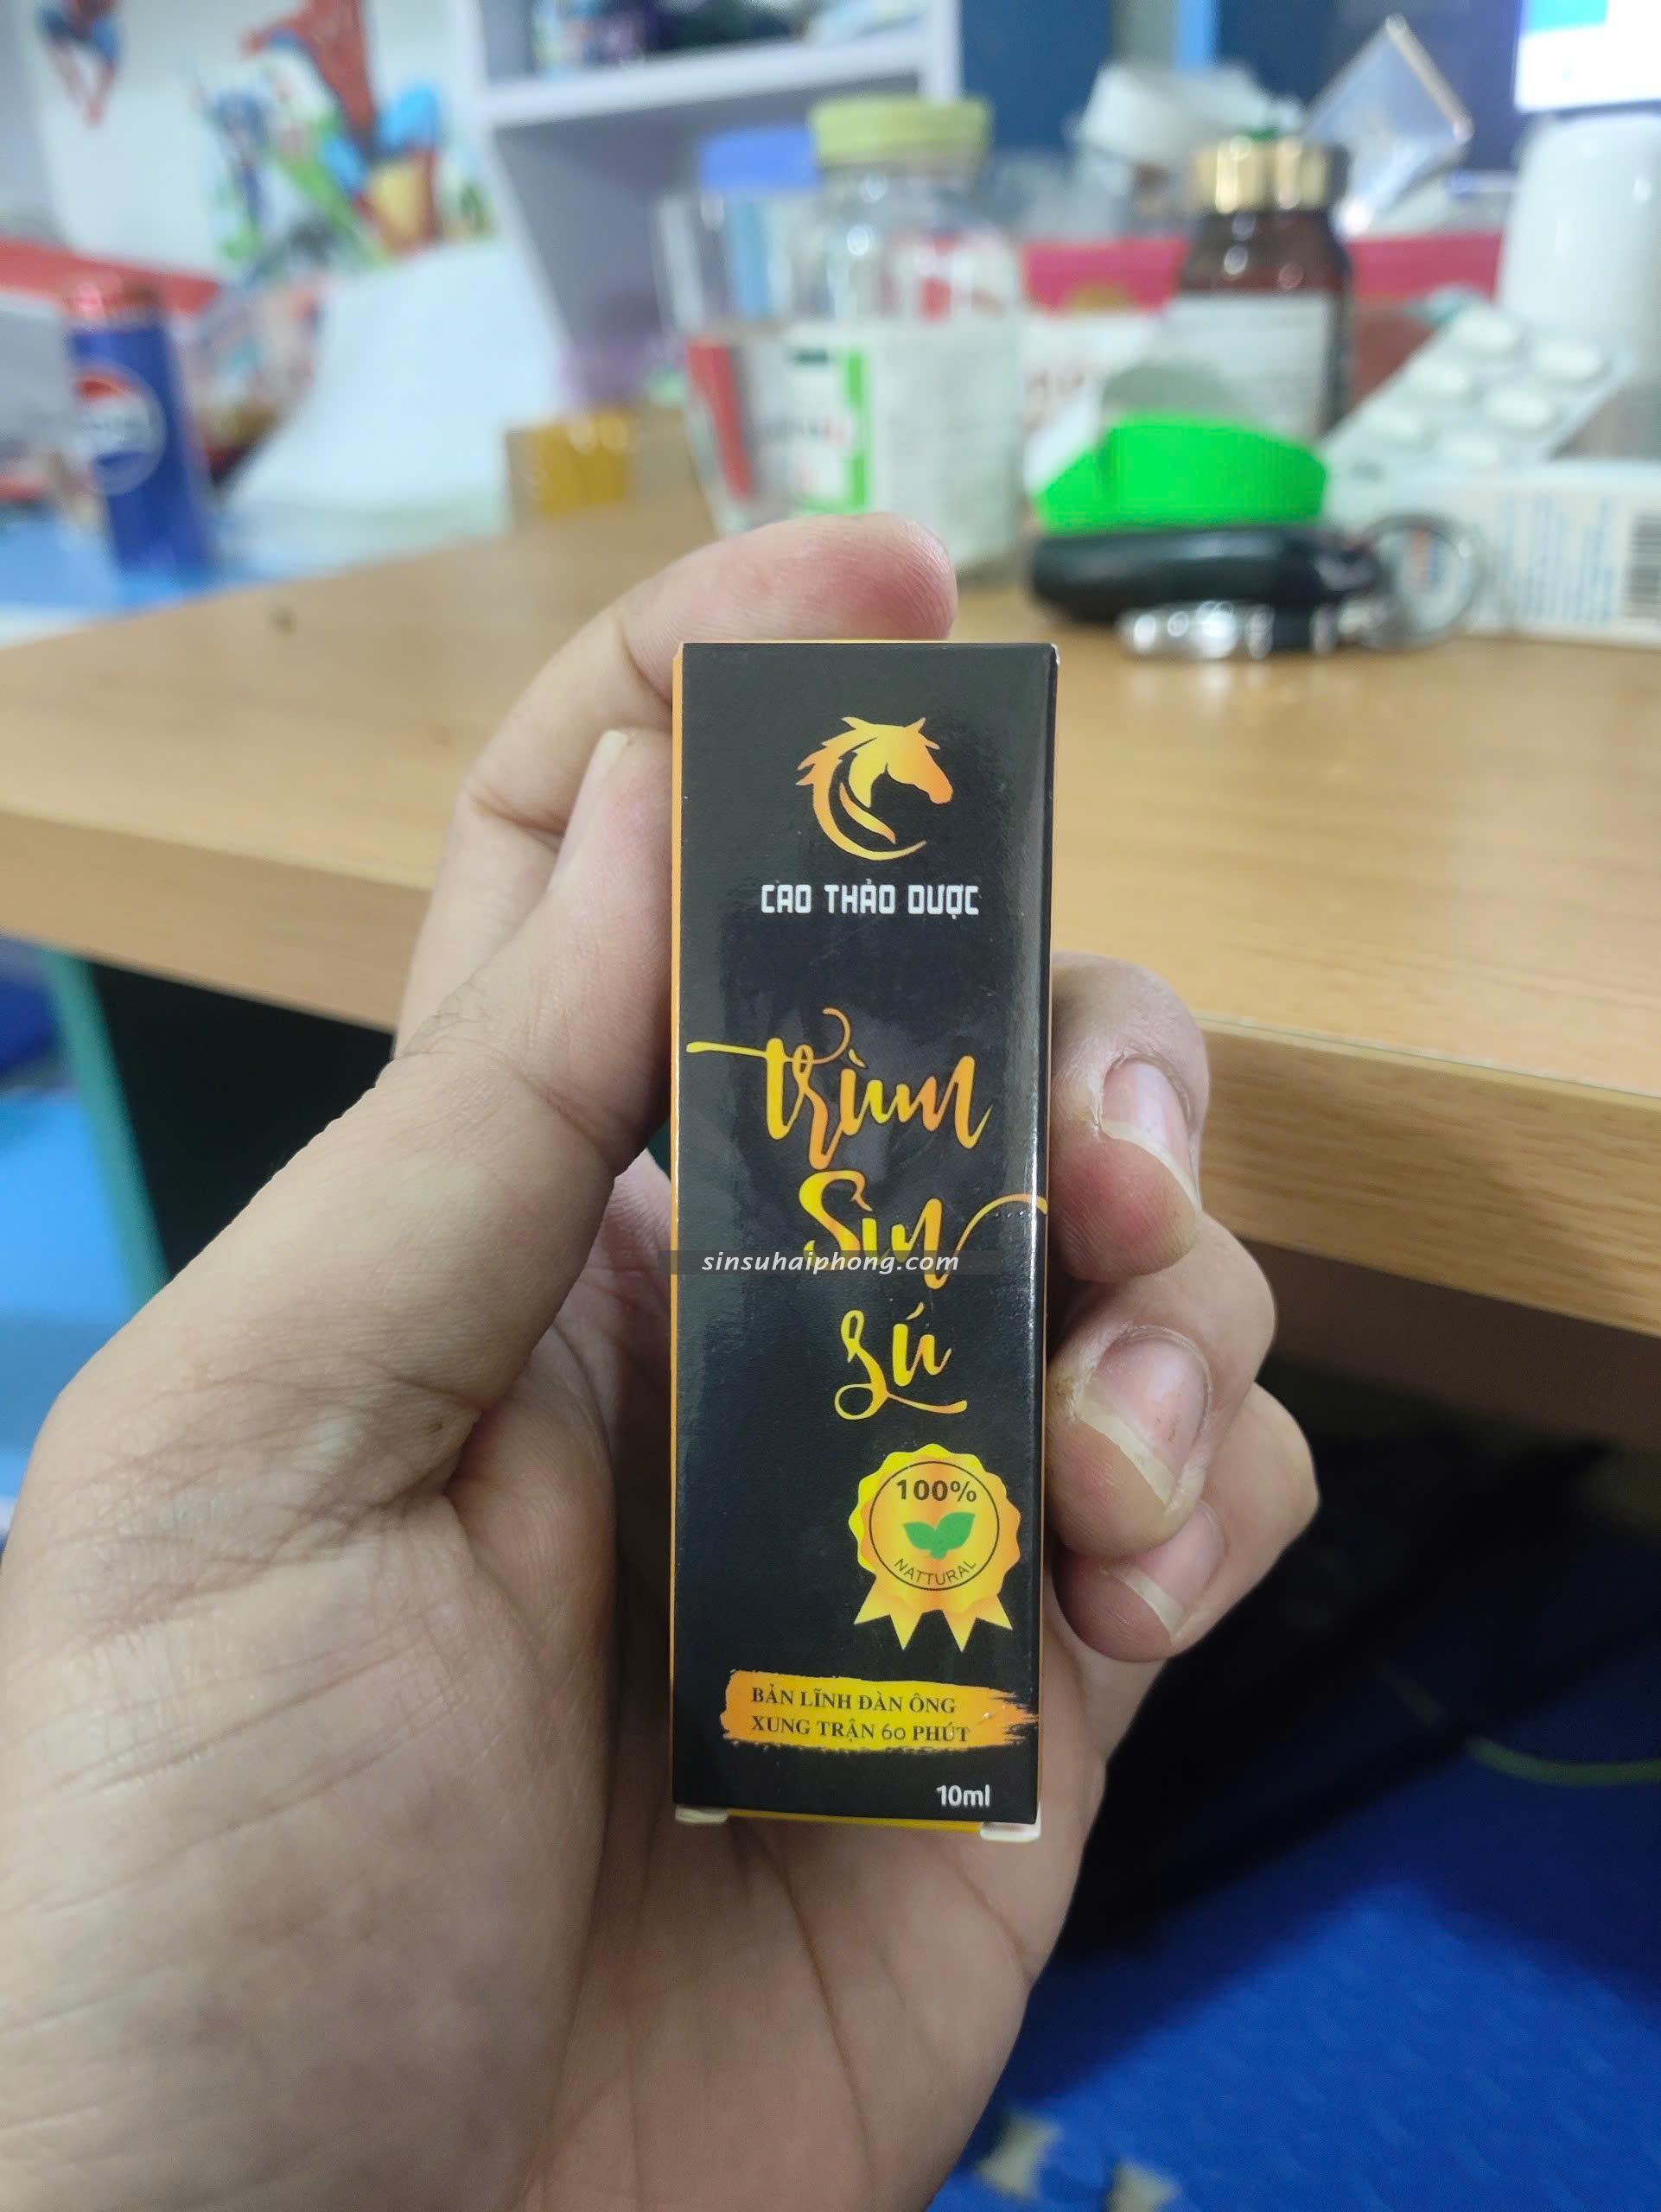 CAO THẢO DƯỢC
Trùm
Sìn
Sú
sinsuhaiphong.com
100%
NATTURAL
BẢN LĨNH ĐÀN ÔNG
XUNG TRẬN 60 PHÚT
10ml